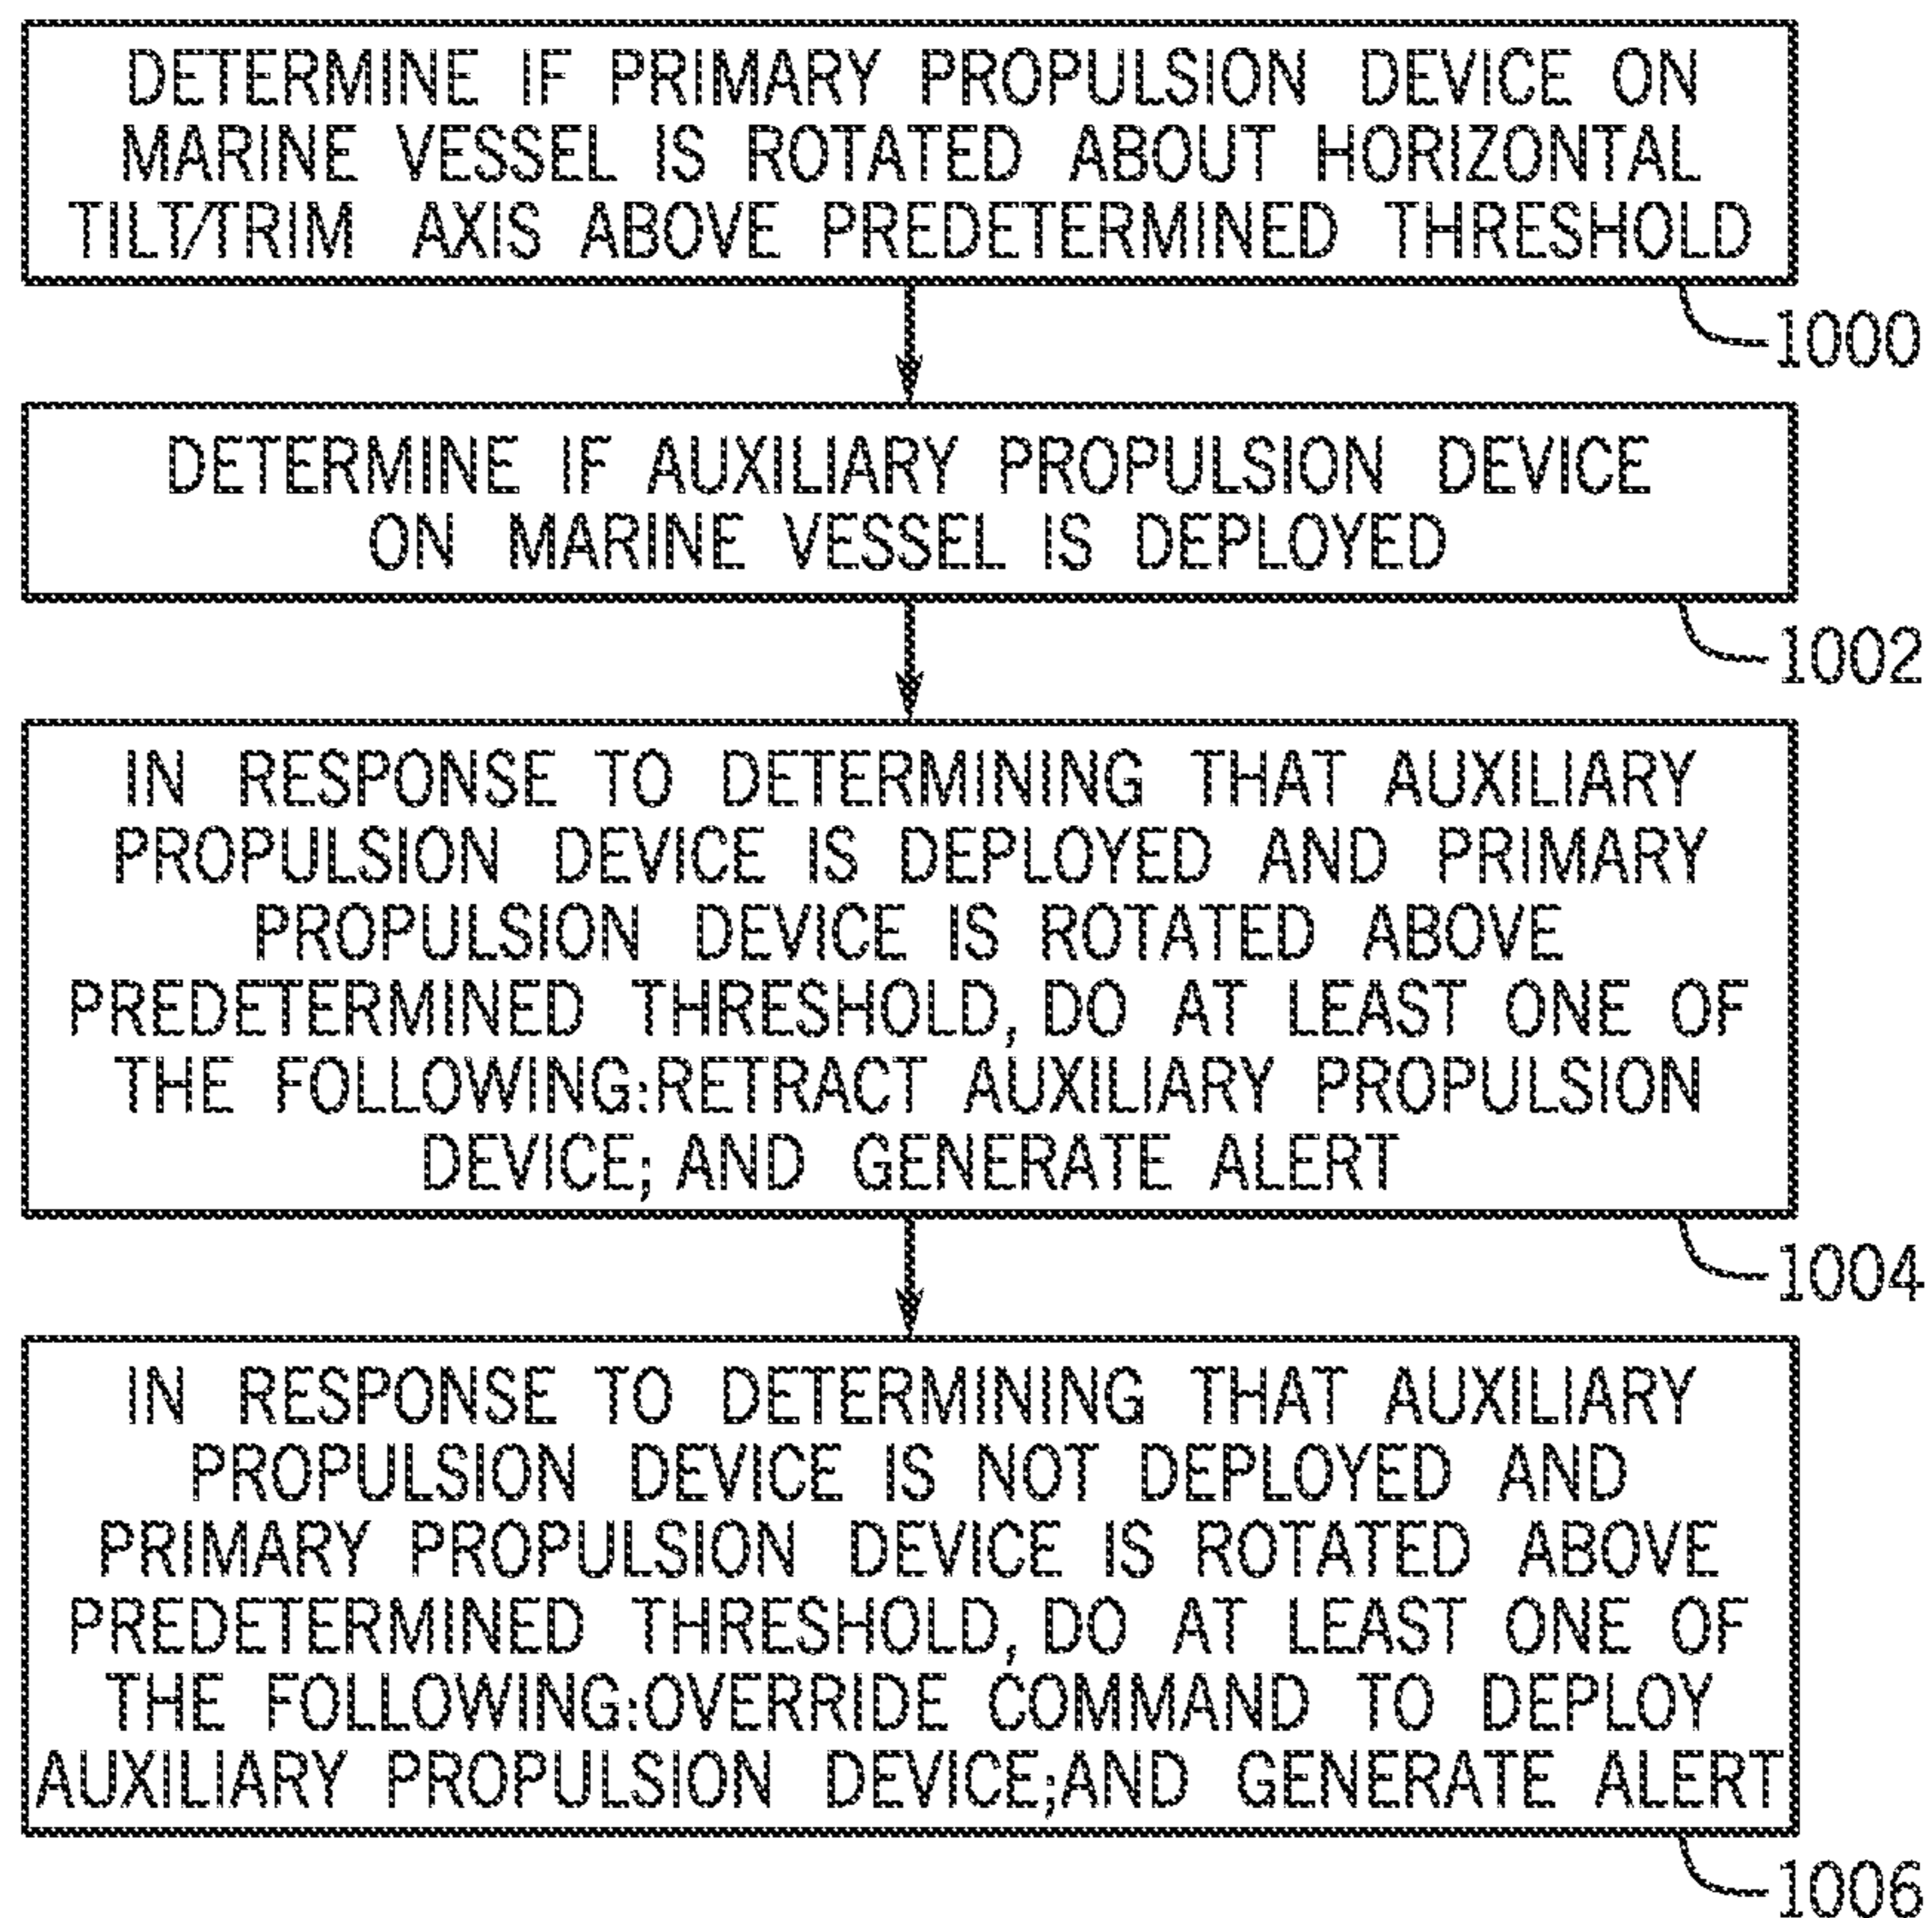 DETERMINE IF PRIMARY PROPULSION DEVICE ON
MARINE VESSEL IS ROTATED ABOUT HORIZONTAL
TILT/TRIM AXIS ABOVE PREDETERMINED THRESHOLD
1000
DETERMINE IF AUXILIARY PROPULSION DEVICE
ON MARINE VESSEL IS DEPLOYED
1002
IN RESPONSE TO DETERMINING THAT AUXILIARY
PROPULSION DEVICE IS DEPLOYED AND PRIMARY
PROPULSION DEVICE IS ROTATED ABOVE
PREDETERMINED THRESHOLD, DO AT LEAST ONE OF
THE FOLLOWING:RETRACT AUXILIARY PROPULSION
DEVICE; AND GENERATE ALERT
1004
IN RESPONSE TO DETERMINING THAT AUXILIARY
PROPULSION DEVICE IS NOT DEPLOYED AND
PRIMARY PROPULSION DEVICE IS ROTATED ABOVE
PREDETERMINED THRESHOLD, DO AT LEAST ONE OF
THE FOLLOWING:OVERRIDE COMMAND TO DEPLOY
AUXILIARY PROPULSION DEVICE;AND GENERATE ALERT
1006